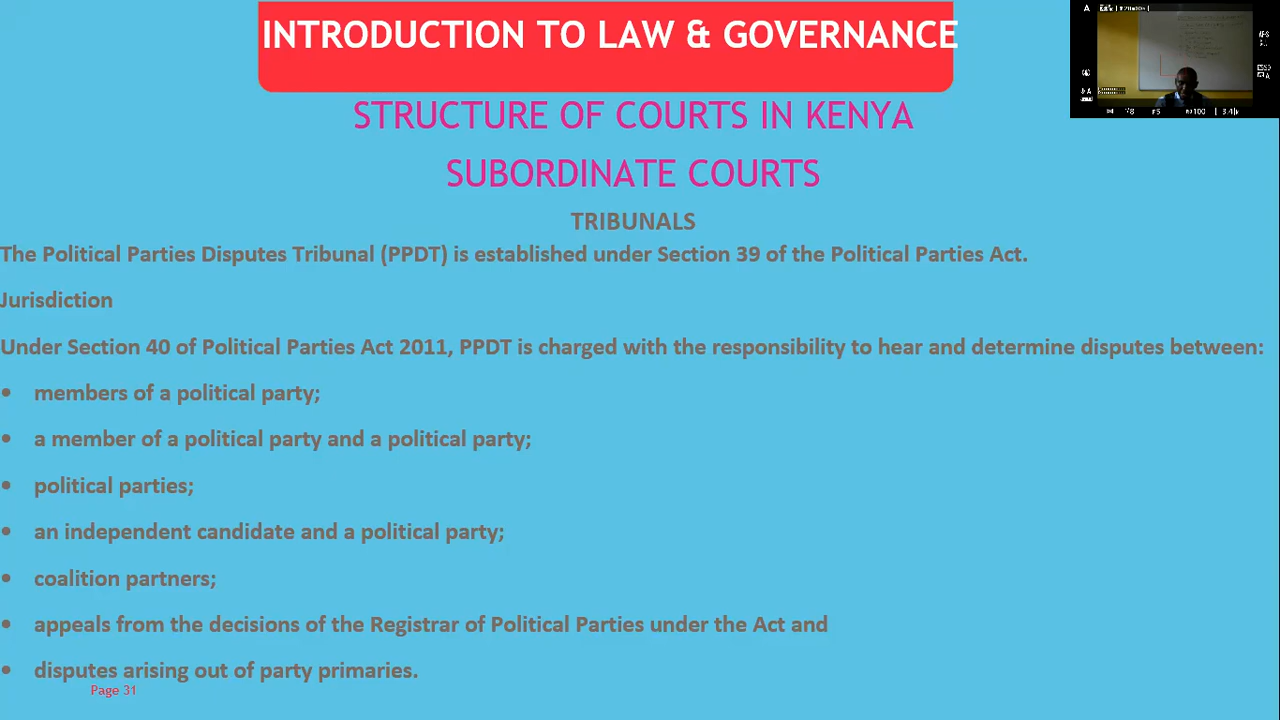 INTRODUCTION TO LAW & GOVERNANCE
STRUCTURE OF COURTS IN KENYA
SUBORDINATE COURTS
TRIBUNALS
The Political Parties Disputes Tribunal (PPDT) is established under Section 39 of the Political Parties Act.
Jurisdiction
Under Section 40 of Political Parties Act 2011, PPDT is charged with the responsibility to hear and determine disputes between:
• members of a political party;
• a member of a political party and a political party;
• political parties;
• an independent candidate and a political party;
• coalition partners;
• appeals from the decisions of the Registrar of Political Parties under the Act and
• disputes arising out of party primaries.
Page 31